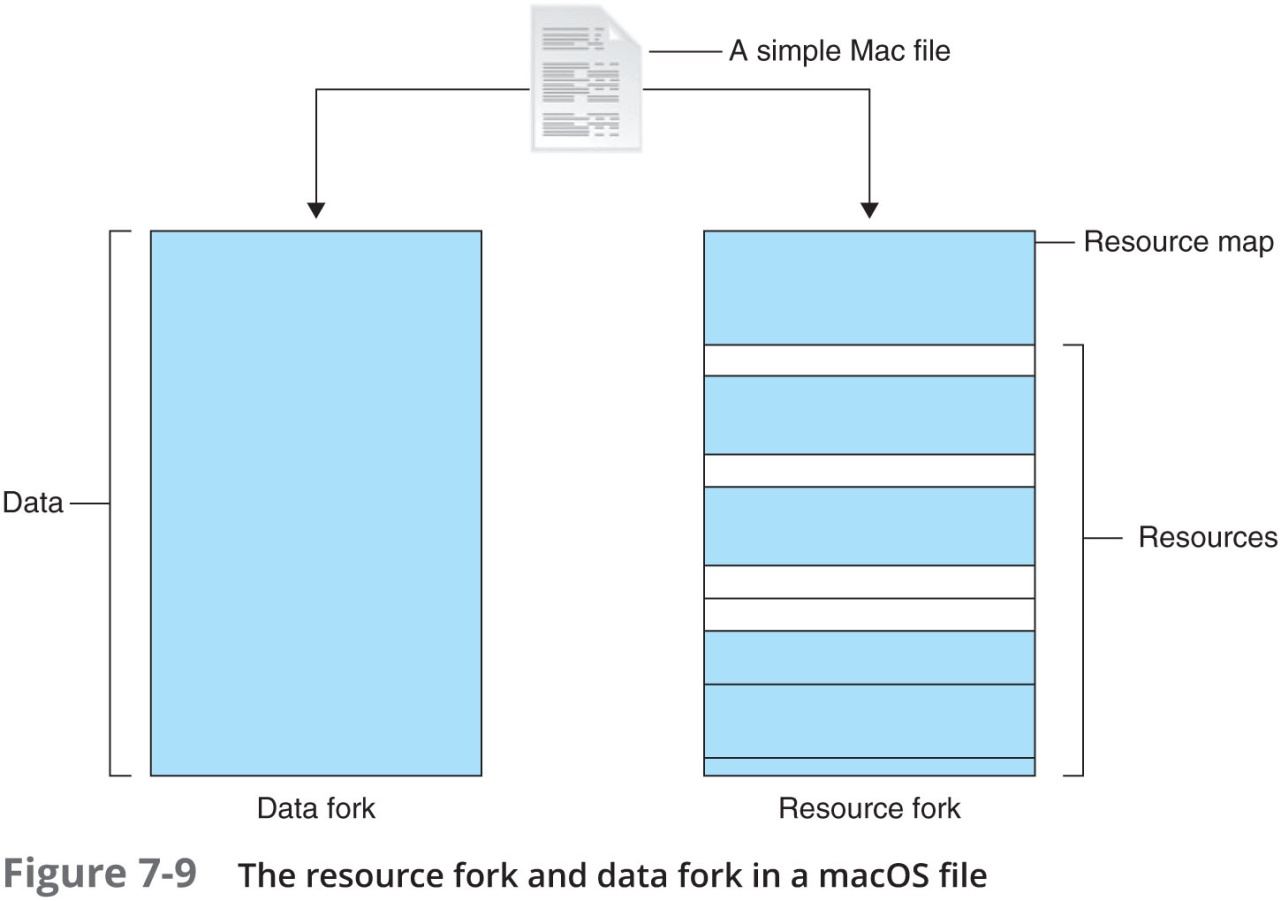 A simple Mac file
Resource map
Data
Resources
Data fork
Resource fork
Figure 7-9 The resource fork and data fork in a macOS file